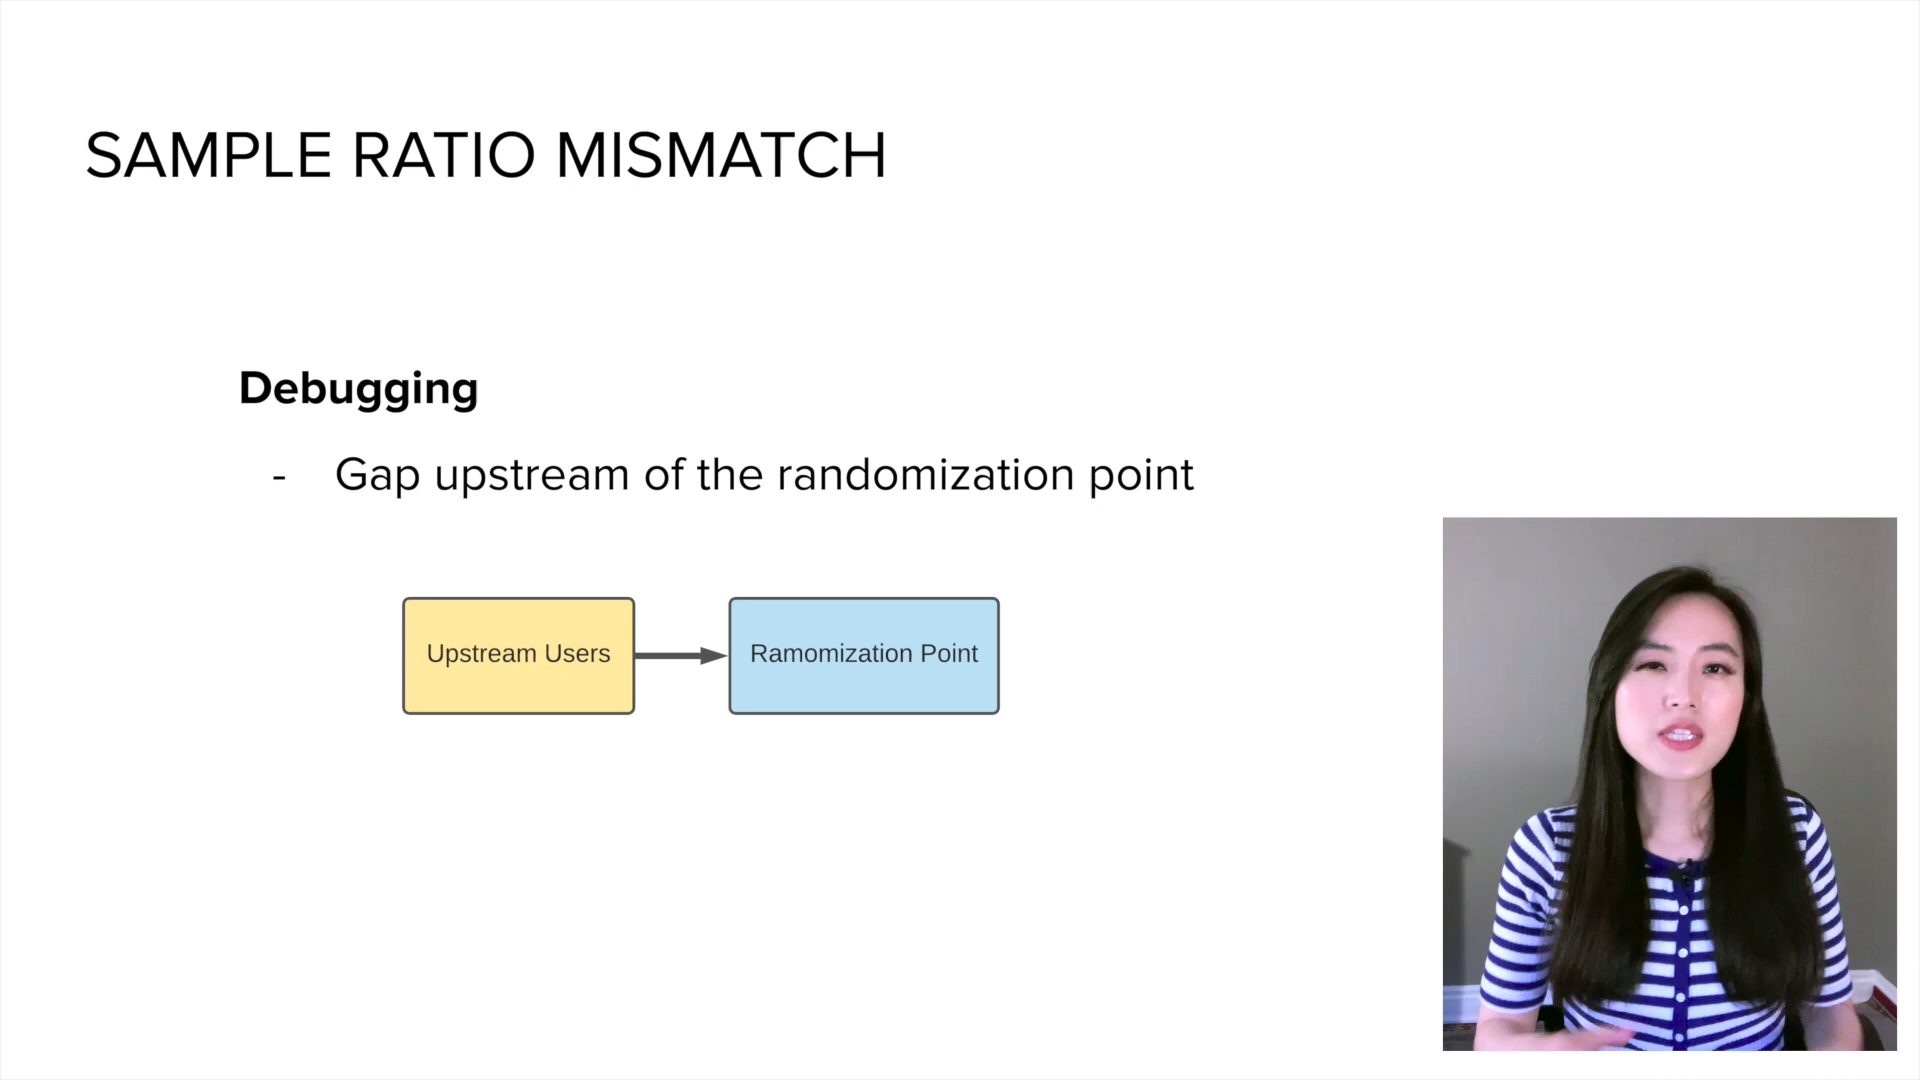 SAMPLE RATIO MISMATCH
Debugging
- Gap upstream of the randomization point
Upstream Users
Ramomization Point